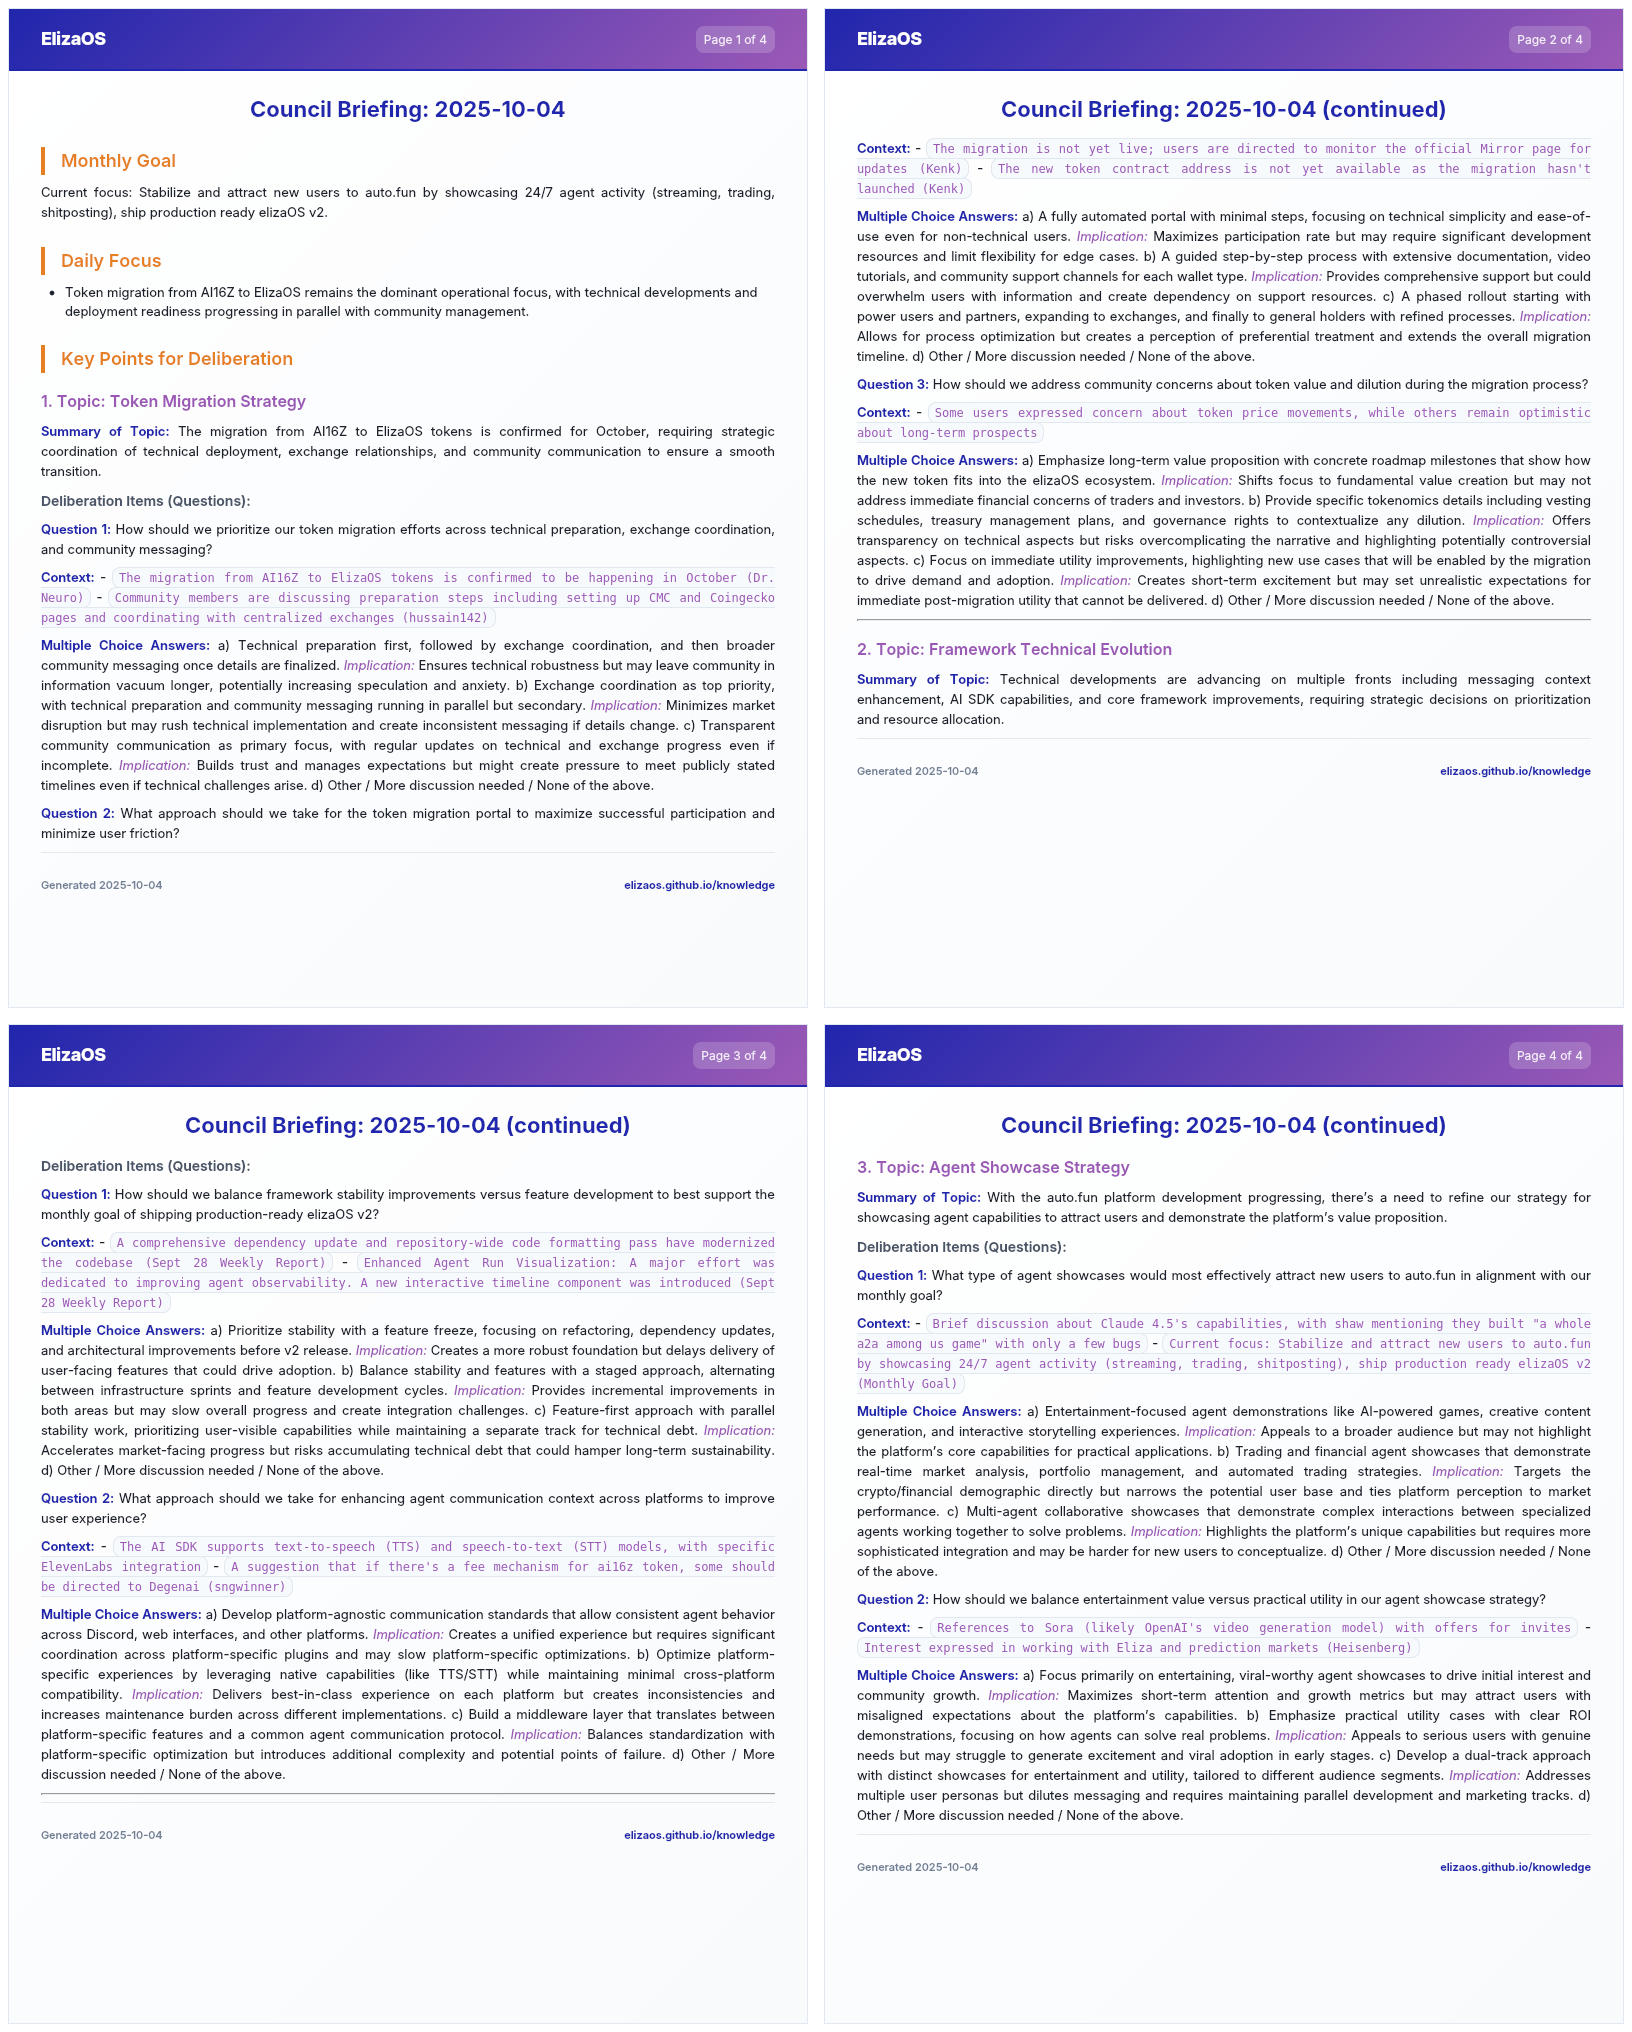 ElizaOS
Page 1 of 4
Council Briefing: 2025-10-04
Monthly Goal
Current focus: Stabilize and attract new users to auto.fun by showcasing 24/7 agent activity (streaming, trading,
shitposting), ship production ready elizaOS v2.
Daily Focus
• Token migration from AI16Z to ElizaOS remains the dominant operational focus, with technical developments and
deployment readiness progressing in parallel with community management.
Key Points for Deliberation
1. Topic: Token Migration Strategy
Summary of Topic: The migration from AI16Z to ElizaOS tokens is confirmed for October, requiring strategic
coordination of technical deployment, exchange relationships, and community communication to ensure a smooth
transition.
Deliberation Items (Questions):
Question 1: How should we prioritize our token migration efforts across technical preparation, exchange coordination,
and community messaging?
Context: - The migration from AI16Z to ElizaOS tokens is confirmed to be happening in October (Dr.
Neuro) - Community members are discussing preparation steps including setting up CMC and Coingecko
pages and coordinating with centralized exchanges (hussain142)
Multiple Choice Answers: a) Technical preparation first, followed by exchange coordination, and then broader
community messaging once details are finalized. Implication: Ensures technical robustness but may leave community in
information vacuum longer, potentially increasing speculation and anxiety. b) Exchange coordination as top priority,
with technical preparation and community messaging running in parallel but secondary. Implication: Minimizes market
disruption but may rush technical implementation and create inconsistent messaging if details change. c) Transparent
community communication as primary focus, with regular updates on technical and exchange progress even if
incomplete. Implication: Builds trust and manages expectations but might create pressure to meet publicly stated
timelines even if technical challenges arise. d) Other / More discussion needed / None of the above.
Question 2: What approach should we take for the token migration portal to maximize successful participation and
minimize user friction?
Generated 2025-10-04
elizaos.github.io/knowledge
ElizaOS
Page 2 of 4
Council Briefing: 2025-10-04 (continued)
Context: - The migration is not yet live; users are directed to monitor the official Mirror page for
updates (Kenk) - The new token contract address is not yet available as the migration hasn't
launched (Kenk)
Multiple Choice Answers: a) A fully automated portal with minimal steps, focusing on technical simplicity and ease-of-
use even for non-technical users. Implication: Maximizes participation rate but may require significant development
resources and limit flexibility for edge cases. b) A guided step-by-step process with extensive documentation, video
tutorials, and community support channels for each wallet type. Implication: Provides comprehensive support but could
overwhelm users with information and create dependency on support resources. c) A phased rollout starting with
power users and partners, expanding to exchanges, and finally to general holders with refined processes. Implication:
Allows for process optimization but creates a perception of preferential treatment and extends the overall migration
timeline. d) Other / More discussion needed / None of the above.
Question 3: How should we address community concerns about token value and dilution during the migration process?
Context: - Some users expressed concern about token price movements, while others remain optimistic
about long-term prospects
Multiple Choice Answers: a) Emphasize long-term value proposition with concrete roadmap milestones that show how
the new token fits into the elizaOS ecosystem. Implication: Shifts focus to fundamental value creation but may not
address immediate financial concerns of traders and investors. b) Provide specific tokenomics details including vesting
schedules, treasury management plans, and governance rights to contextualize any dilution. Implication: Offers
transparency on technical aspects but risks overcomplicating the narrative and highlighting potentially controversial
aspects. c) Focus on immediate utility improvements, highlighting new use cases that will be enabled by the migration
to drive demand and adoption. Implication: Creates short-term excitement but may set unrealistic expectations for
immediate post-migration utility that cannot be delivered. d) Other / More discussion needed / None of the above.
2. Topic: Framework Technical Evolution
Summary of Topic: Technical developments are advancing on multiple fronts including messaging context
enhancement, AI SDK capabilities, and core framework improvements, requiring strategic decisions on prioritization
and resource allocation.
Generated 2025-10-04
elizaos.github.io/knowledge
ElizaOS
Page 3 of 4
Council Briefing: 2025-10-04 (continued)
Deliberation Items (Questions):
Question 1: How should we balance framework stability improvements versus feature development to best support the
monthly goal of shipping production-ready elizaOS v2?
Context: - A comprehensive dependency update and repository-wide code formatting pass have modernized
the codebase (Sept 28 Weekly Report) - Enhanced Agent Run Visualization: A major effort was
dedicated to improving agent observability. A new interactive timeline component was introduced (Sept
28 Weekly Report)
Multiple Choice Answers: a) Prioritize stability with a feature freeze, focusing on refactoring, dependency updates,
and architectural improvements before v2 release. Implication: Creates a more robust foundation but delays delivery of
user-facing features that could drive adoption. b) Balance stability and features with a staged approach, alternating
between infrastructure sprints and feature development cycles. Implication: Provides incremental improvements in
both areas but may slow overall progress and create integration challenges. c) Feature-first approach with parallel
stability work, prioritizing user-visible capabilities while maintaining a separate track for technical debt. Implication:
Accelerates market-facing progress but risks accumulating technical debt that could hamper long-term sustainability.
d) Other / More discussion needed / None of the above.
Question 2: What approach should we take for enhancing agent communication context across platforms to improve
user experience?
Context: - The AI SDK supports text-to-speech (TTS) and speech-to-text (STT) models, with specific
ElevenLabs integration - A suggestion that if there's a fee mechanism for ai16z token, some should
be directed to Degenai (sngwinner)
Multiple Choice Answers: a) Develop platform-agnostic communication standards that allow consistent agent behavior
across Discord, web interfaces, and other platforms. Implication: Creates a unified experience but requires significant
coordination across platform-specific plugins and may slow platform-specific optimizations. b) Optimize platform-
specific experiences by leveraging native capabilities (like TTS/STT) while maintaining minimal cross-platform
compatibility. Implication: Delivers best-in-class experience on each platform but creates inconsistencies and
increases maintenance burden across different implementations. c) Build a middleware layer that translates between
platform-specific features and a common agent communication protocol. Implication: Balances standardization with
platform-specific optimization but introduces additional complexity and potential points of failure. d) Other / More
discussion needed / None of the above.
Generated 2025-10-04
elizaos.github.io/knowledge
ElizaOS
Page 4 of 4
Council Briefing: 2025-10-04 (continued)
3. Topic: Agent Showcase Strategy
Summary of Topic: With the auto.fun platform development progressing, there's a need to refine our strategy for
showcasing agent capabilities to attract users and demonstrate the platform's value proposition.
Deliberation Items (Questions):
Question 1: What type of agent showcases would most effectively attract new users to auto.fun in alignment with our
monthly goal?
Context: - Brief discussion about Claude 4.5's capabilities, with shaw mentioning they built "a whole
a2a among us game" with only a few bugs - Current focus: Stabilize and attract new users to auto.fun
by showcasing 24/7 agent activity (streaming, trading, shitposting), ship production ready elizaOS v2
(Monthly Goal)
Multiple Choice Answers: a) Entertainment-focused agent demonstrations like AI-powered games, creative content
generation, and interactive storytelling experiences. Implication: Appeals to a broader audience but may not highlight
the platform's core capabilities for practical applications. b) Trading and financial agent showcases that demonstrate
real-time market analysis, portfolio management, and automated trading strategies. Implication: Targets the
crypto/financial demographic directly but narrows the potential user base and ties platform perception to market
performance. c) Multi-agent collaborative showcases that demonstrate complex interactions between specialized
agents working together to solve problems. Implication: Highlights the platform's unique capabilities but requires more
sophisticated integration and may be harder for new users to conceptualize. d) Other / More discussion needed / None
of the above.
Question 2: How should we balance entertainment value versus practical utility in our agent showcase strategy?
Context: - References to Sora (likely OpenAI's video generation model) with offers for invites -
Interest expressed in working with Eliza and prediction markets (Heisenberg)
Multiple Choice Answers: a) Focus primarily on entertaining, viral-worthy agent showcases to drive initial interest and
community growth. Implication: Maximizes short-term attention and growth metrics but may attract users with
misaligned expectations about the platform's capabilities. b) Emphasize practical utility cases with clear ROI
demonstrations, focusing on how agents can solve real problems. Implication: Appeals to serious users with genuine
needs but may struggle to generate excitement and viral adoption in early stages. c) Develop a dual-track approach
with distinct showcases for entertainment and utility, tailored to different audience segments. Implication: Addresses
multiple user personas but dilutes messaging and requires maintaining parallel development and marketing tracks. d)
Other / More discussion needed / None of the above.
Generated 2025-10-04
elizaos.github.io/knowledge